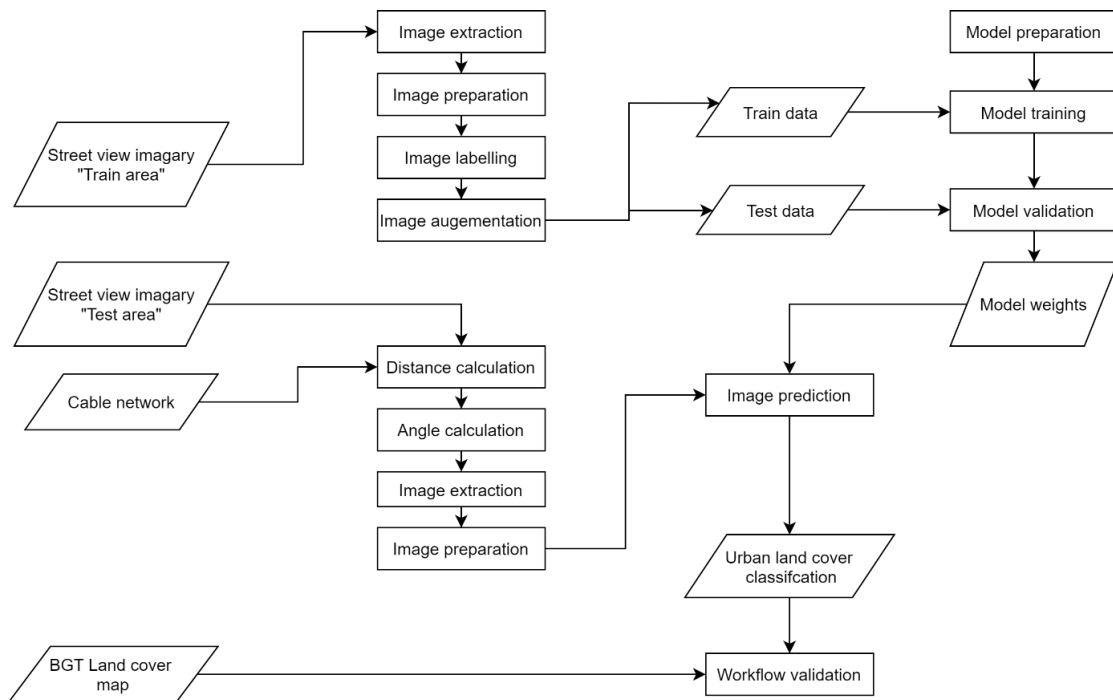 Image extraction
Model preparation
Image preparation
Train data
Model training
Street view imagary
"Train area"
Image labelling
Image augementation
Test data
Model validation
Street view imagary
"Test area"
Model weights
Distance calculation
Cable network
Image prediction
Angle calculation
Image extraction
Image preparation
Urban land cover
classifcation
BGT Land cover
map
Workflow validation